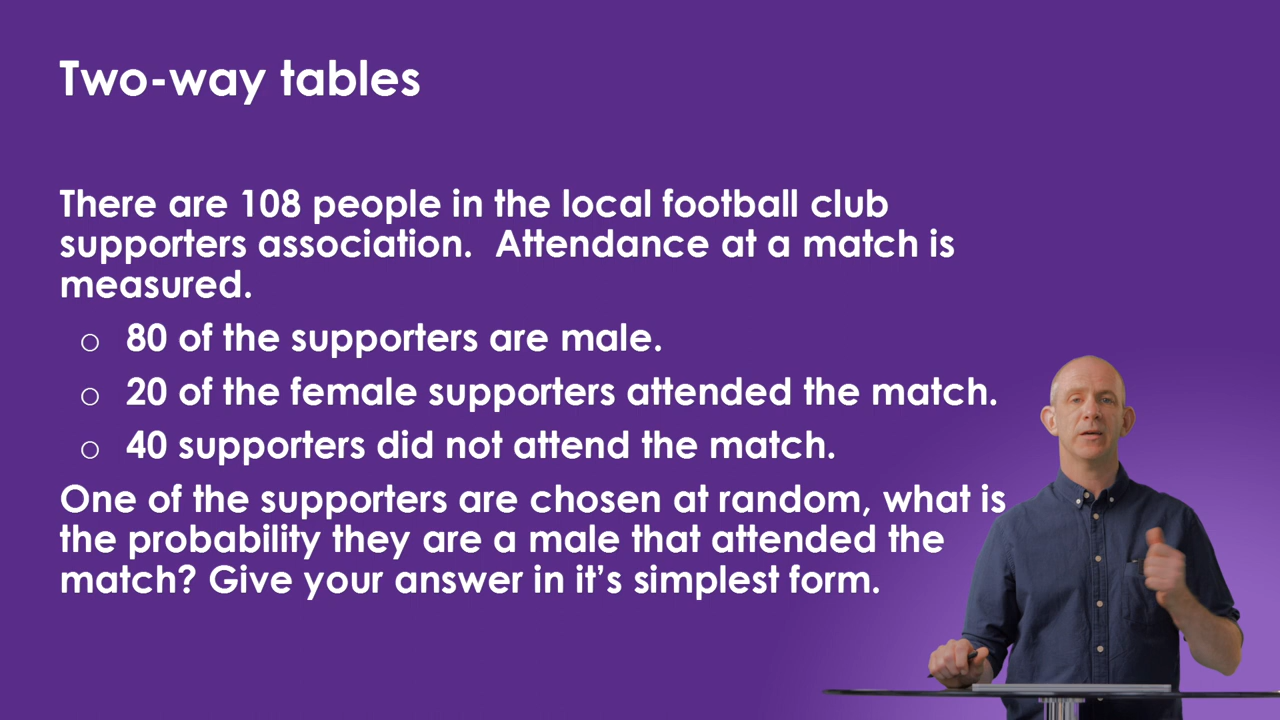 Two-way tables
There are 108 people in the local football club
supporters association.  Attendance at a match is
measured.
o 80 of the supporters are male.
o 20 of the female supporters attended the match.
o 40 supporters did not attend the match.
One of the supporters are chosen at random, what is
the probability they are a male that attended the
match? Give your answer in it’s simplest form.